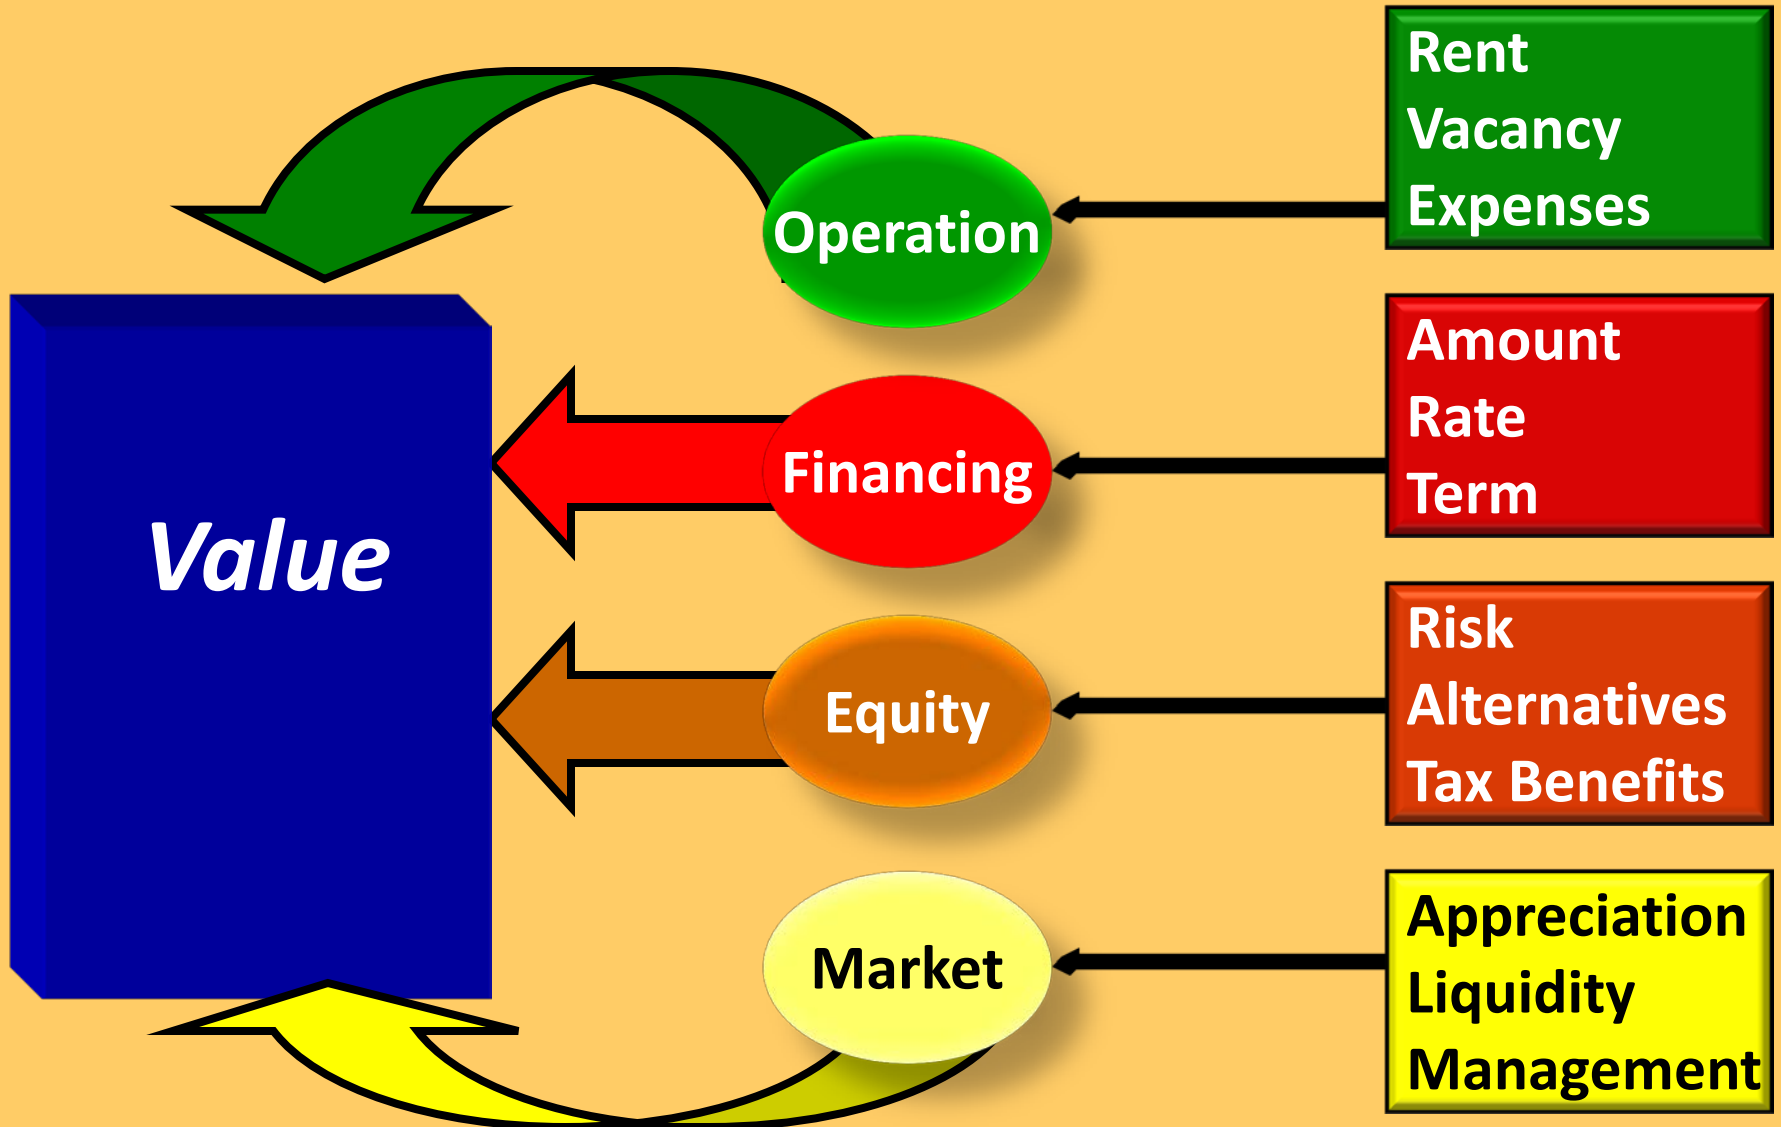 Value
Operation
Financing
Equity
Market
Rent
Vacancy
Expenses
Amount
Rate
Term
Risk
Alternatives
Tax Benefits
Appreciation
Liquidity
Management